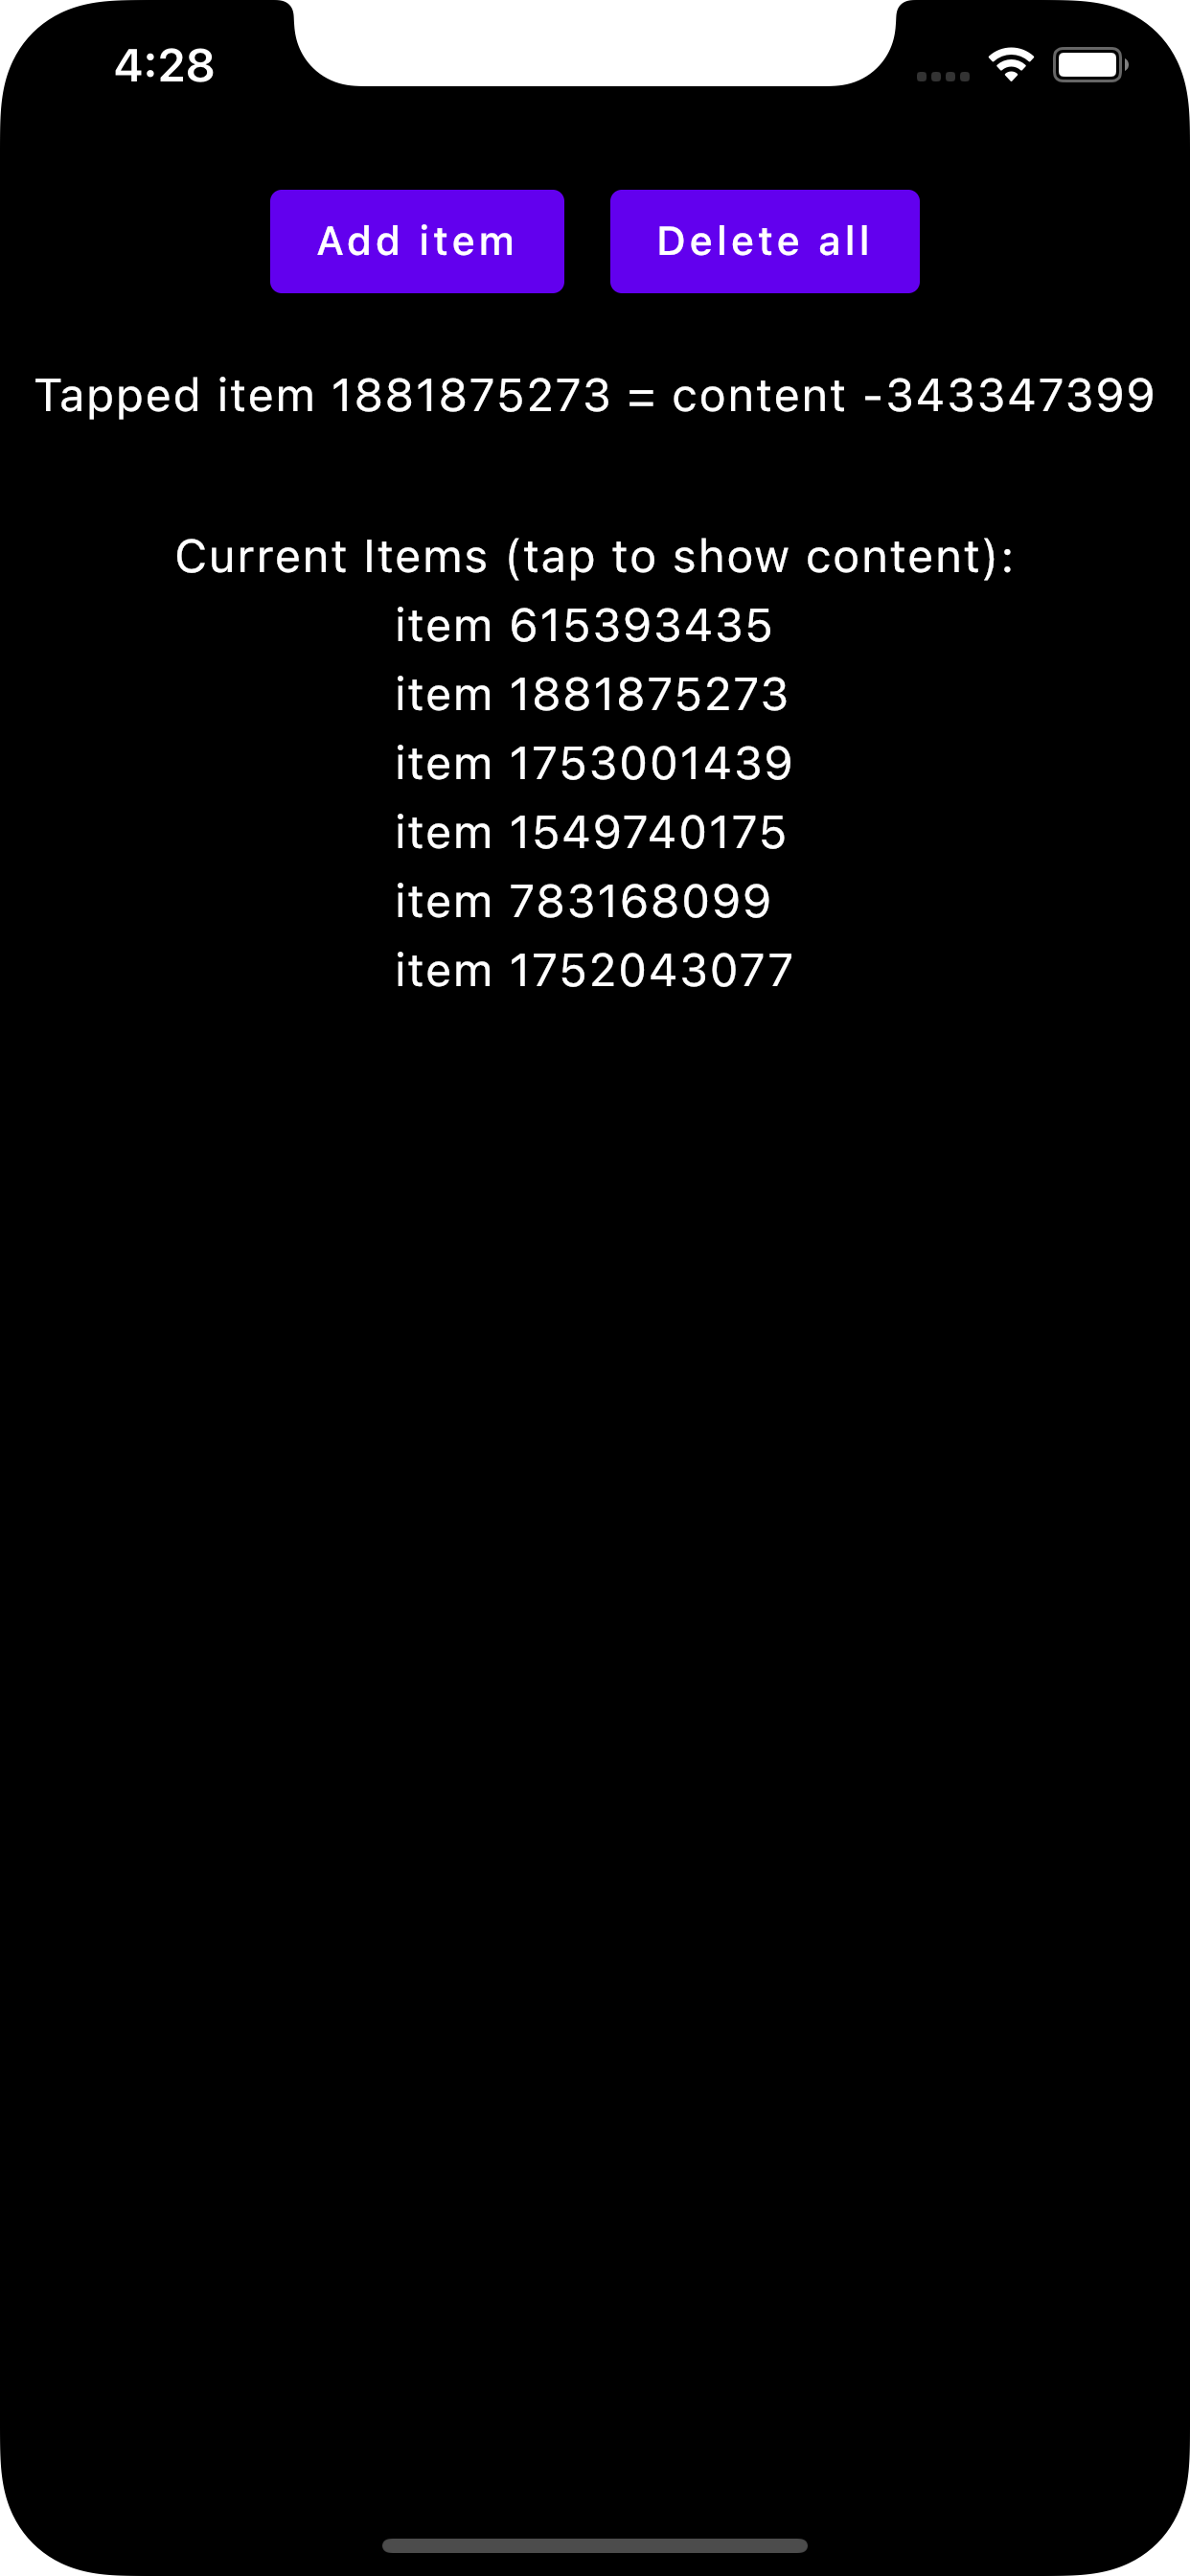 4:28
Add item Delete all
Tapped item 1881875273 = content -343347399
Current Items (tap to show content):
item 615393435
item 1881875273
item 1753001439
item 1549740175
item 783168099
item 1752043077